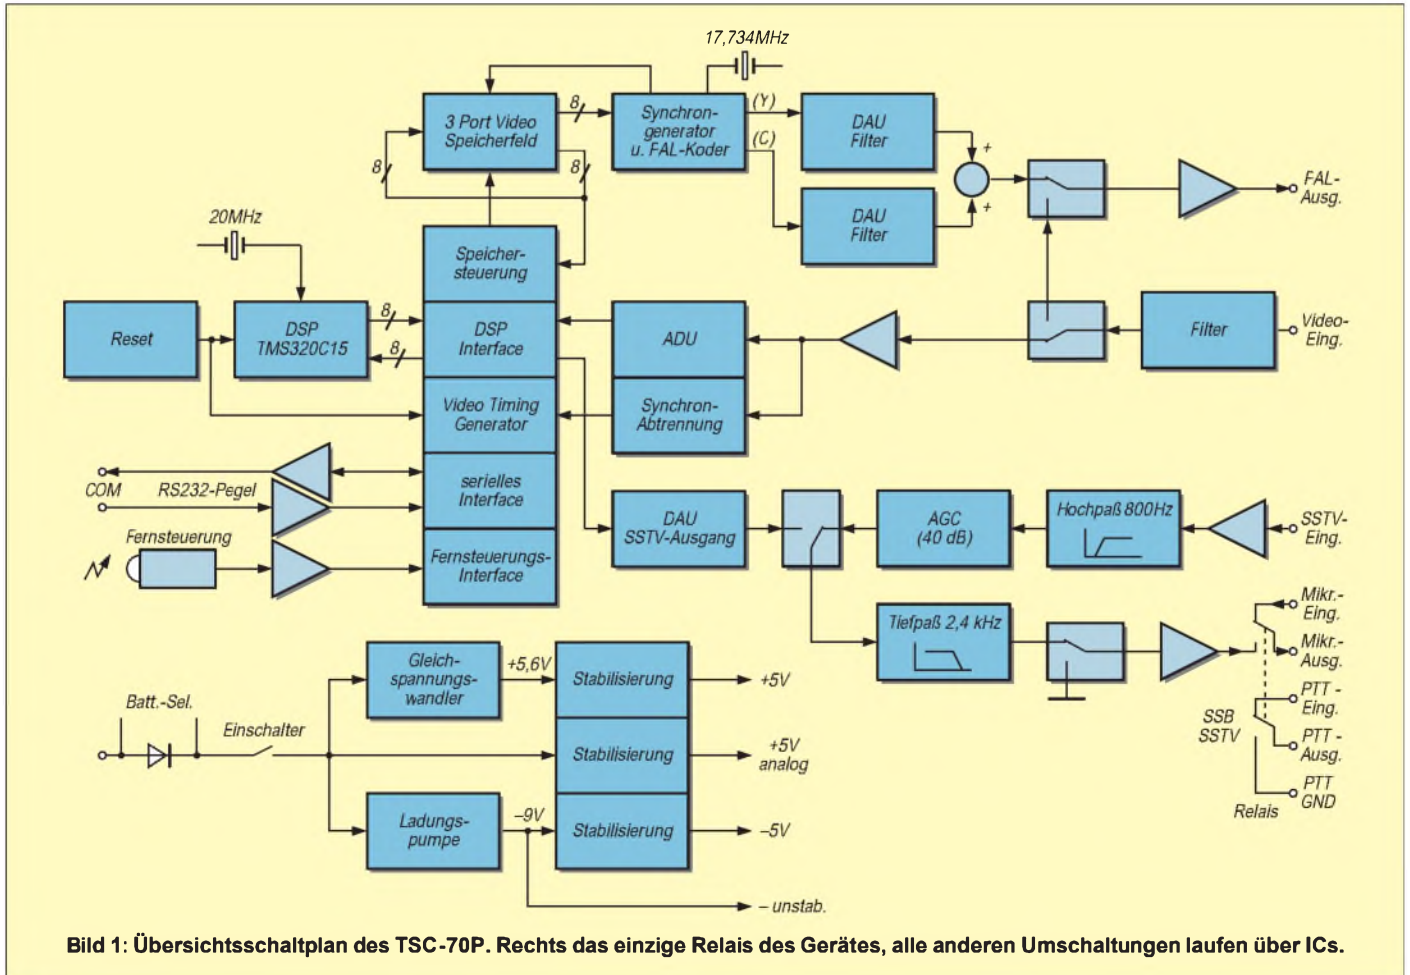 17,734MHz
3 Port Video
Speicherfeld
8
8
8
Synchron-
generator
u. FAL-Koder
(Y)
(C)
DAU
Filter
DAU
Filter
+
+
FAL-
Ausg.
20MHz
Speicher-
steuerung
Reset
DSP
TMS320C15
8
8
DSP
Interface
ADU
Filter
Video-
Eing.
Video Timing
Generator
Synchron-
Abtrennung
COM
RS232-Pegel
serielles
Interface
DAU
SSTV-Ausgang
AGC
(40 dB)
Hochpaß 800Hz
SSTV-
Eing.
Fernsteuerung
Fernsteuerungs-
Interface
Tiefpaß 2,4 kHz
Mikr.-
Eing.
Mikr.-
Ausg.
PTT -
Eing.
SSB
SSTV
PTT -
Ausg.
PTT
GND
Relais
Gleich-
spannungs-
wandler
+5,6V
Stabilisierung
+5V
Batt.-Sel.
Einschalter
Stabilisierung
+5V
analog
Ladungs-
pumpe
–9V
Stabilisierung
–5V
– unstab.
Bild 1: Übersichtsschaltplan des TSC-70P. Rechts das einzige Relais des Gerätes, alle anderen Umschaltungen laufen über ICs.